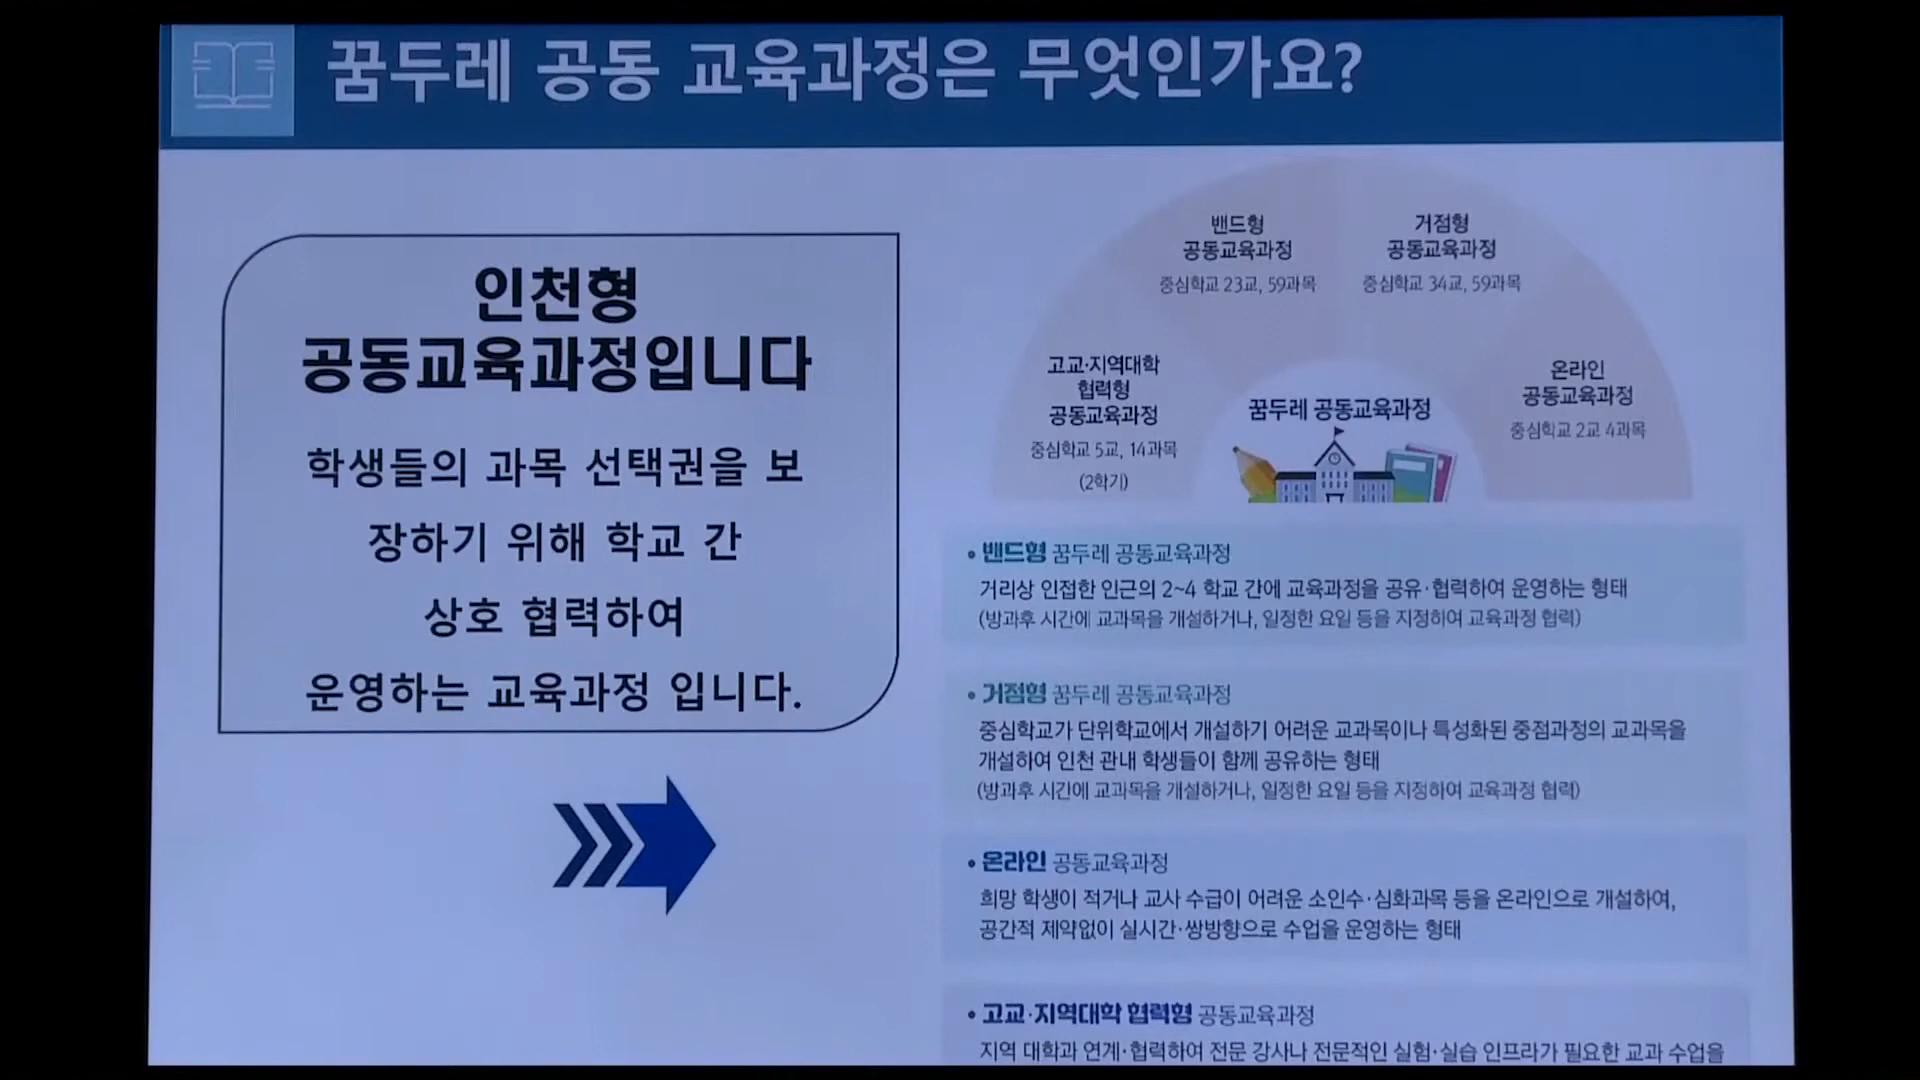 꿈두레 공동 교육과정은 무엇인가요?
인천형
공동교육과정입니다
학생들의 과목 선택권을 보
장하기 위해 학교 간
상호 협력하여
운영하는 교육과정 입니다.
밴드형
공동교육과정
중심학교 23교, 59과목
거점형
공동교육과정
중심학교 34교, 59과목
고교·지역대학
협력형
공동교육과정
중심학교 5교, 14과목
(2학기)
온라인
공동교육과정
중심학교 2교 4과목
꿈두레 공동교육과정
• 밴드형 꿈두레 공동교육과정
거리상 인접한 인근의 2~4 학교 간에 교육과정을 공유·협력하여 운영하는 형태
(방과후 시간에 교과목을 개설하거나, 일정한 요일 등을 지정하여 교육과정 협력)
• 거점형 꿈두레 공동교육과정
중심학교가 단위학교에서 개설하기 어려운 교과목이나 특성화된 중점과정의 교과목을
개설하여 인천 관내 학생들이 함께 공유하는 형태
(방과후 시간에 교과목을 개설하거나, 일정한 요일 등을 지정하여 교육과정 협력)
• 온라인 공동교육과정
희망 학생이 적거나 교사 수급이 어려운 소인수·심화과목 등을 온라인으로 개설하여,
공간적 제약없이 실시간·쌍방향으로 수업을 운영하는 형태
• 고교·지역대학 협력형 공동교육과정
지역 대학과 연계·협력하여 전문 강사나 전문적인 실험·실습 인프라가 필요한 교과 수업을